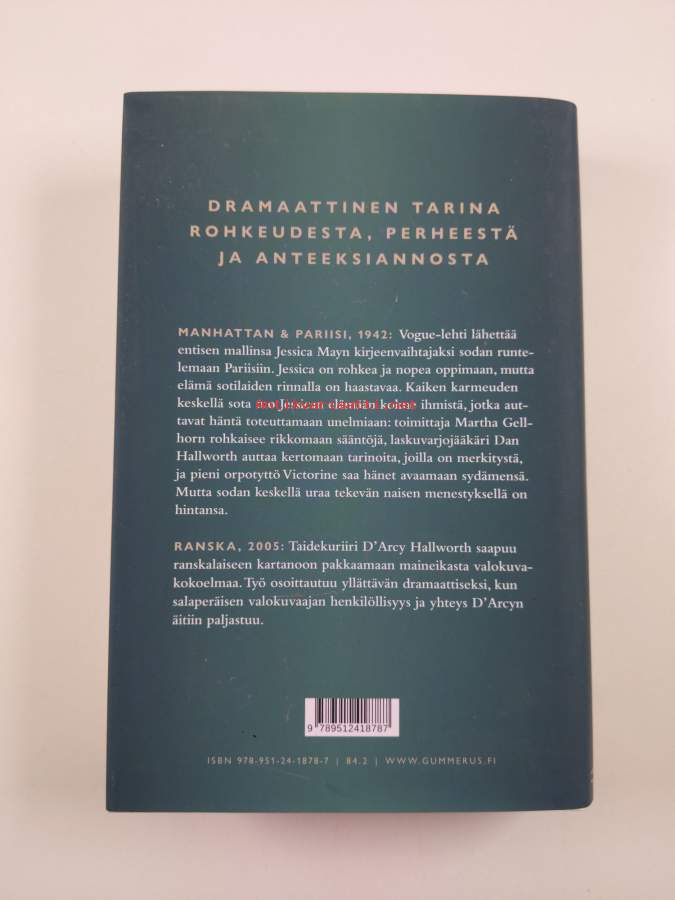 DRAMAATTINEN TARINA
ROHKEUDESTA, PERHEESTÄ
JA ANTEEKSIANNOSTA
MANHATTAN & PARIISI, 1942: Vogue-lehti lähettää
entisen mallinsa Jessica Mayn kirjeenvaihtajaksi sodan runte-
lemaan Pariisiin. Jessica on rohkea ja nopea oppimaan, mutta
elämä sotilaiden rinnalla on haastavaa. Kaiken karmeuden
keskellä sota tuo Jessican elämään kolme ihmistä, jotka aut-
tavat häntä toteuttamaan unelmiaan: toimittaja Martha Gell-
horn rohkaisee rikkomaan sääntöjä, laskuvarjojääkäri Dan
Hallworth auttaa kertomaan tarinoita, joilla on merkitystä,
ja pieni orpotyttö Victorine saa hänet avaamaan sydämensä.
Mutta sodan keskellä uraa tekevän naisen menestyksellä on
hintansa.
RANSKA, 2005: Taidekuriiri D'Arcy Hallworth saapuu
ranskalaiseen kartanoon pakkaamaan maineikasta valokuva-
kokoelmaa. Työ osoittautuu yllättävän dramaattiseksi, kun
salaperäisen valokuvaajan henkilöllisyys ja yhteys D'Arcyn
äitiin paljastuu.
9 789512 418787
ISBN 978-951-24-1878-7 | 84.2 | WWW.GUMMERUS.FI